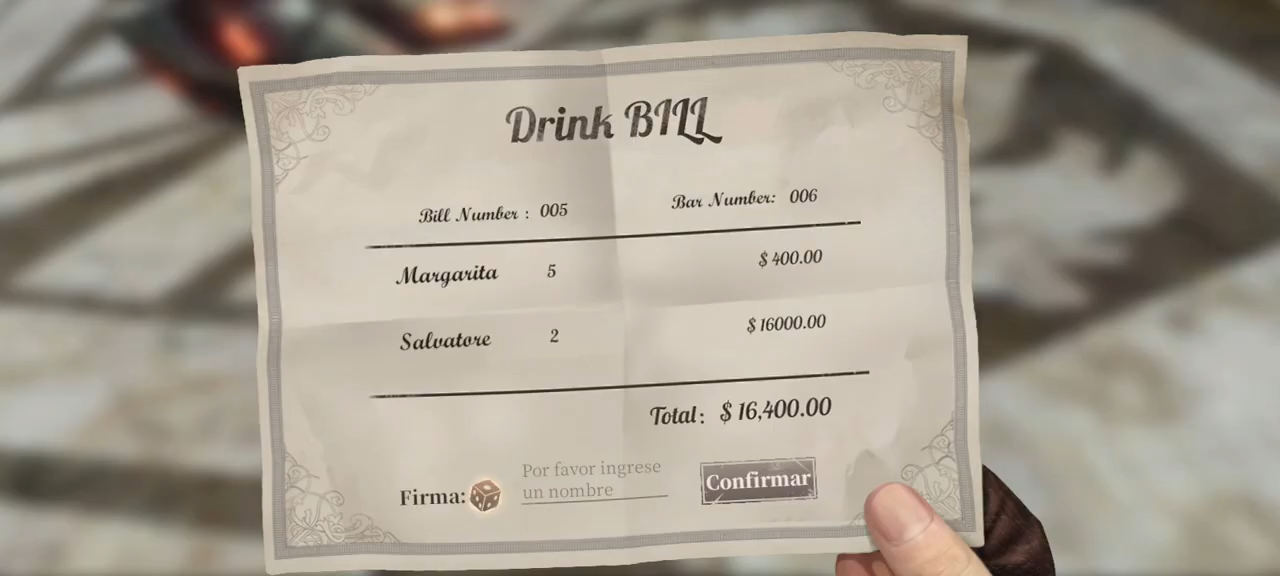 Drink BILL
Bill Number : 005 Bar Number: 006
Margarita 5 $ 400.00
Salvatore 2 $ 16000.00
Total: $ 16,400.00
Firma: Por favor ingrese un nombre Confirmar